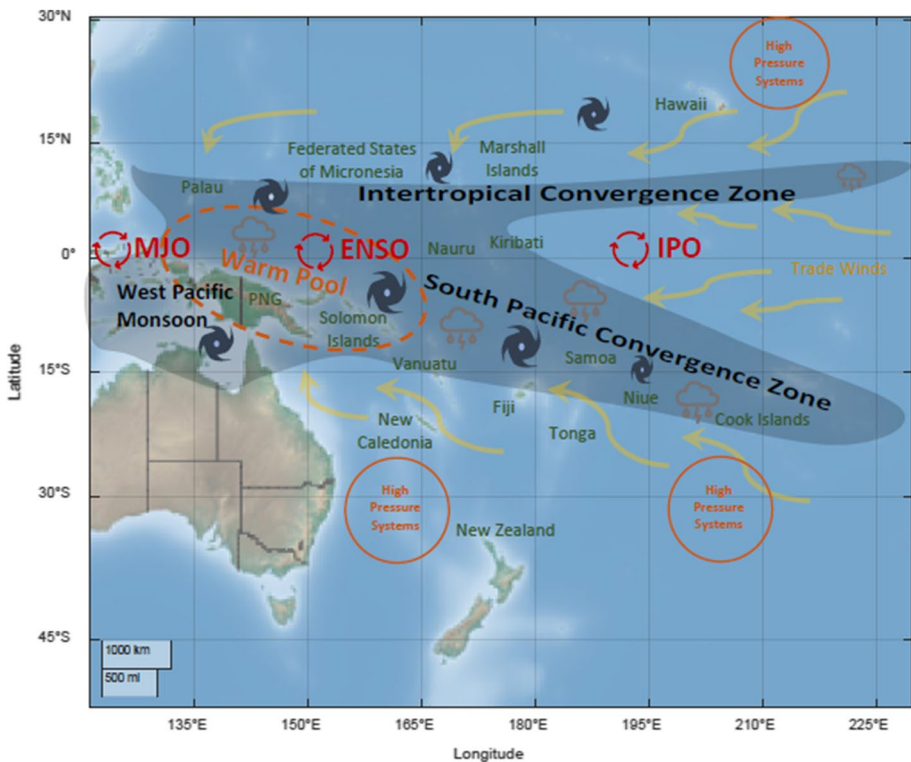 30°N
High
Pressure
Systems
Hawaii
15°N
Federated States
of Micronesia
Marshall
Islands
Palau
Intertropical Convergence Zone
0°
MJO
ENSO
Nauru
Kiribati
IPO
Warm Pool
Trade Winds
West Pacific
Monsoon
PNG
Solomon
Islands
South Pacific Convergence Zone
15°S
Vanuatu
Samoa
Fiji
Niue
Cook Islands
New
Caledonia
Tonga
30°S
High
Pressure
Systems
High
Pressure
Systems
New Zealand
45°S
1000 km
500 mi
135°E
150°E
165°E
180°E
195°E
210°E
225°E
Latitude
Longitude